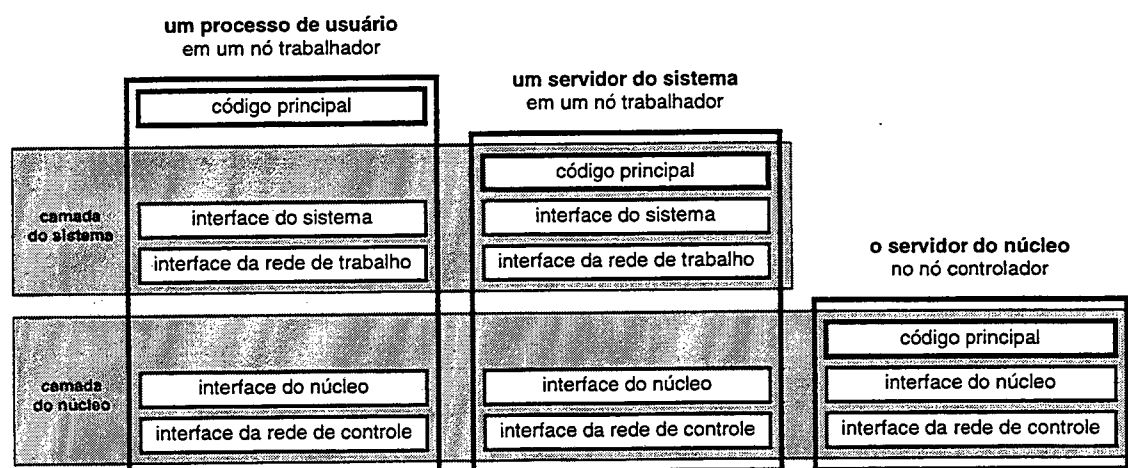 um processo de usuário
em um nó trabalhador
um servidor do sistema
em um nó trabalhador
código principal
código principal
camada
do sistema
interface do sistema
interface do sistema
interface da rede de trabalho
interface da rede de trabalho
o servidor do núcleo
no nó controlador
código principal
camada
do núcleo
interface do núcleo
interface do núcleo
interface do núcleo
interface da rede de controle
interface da rede de controle
interface da rede de controle